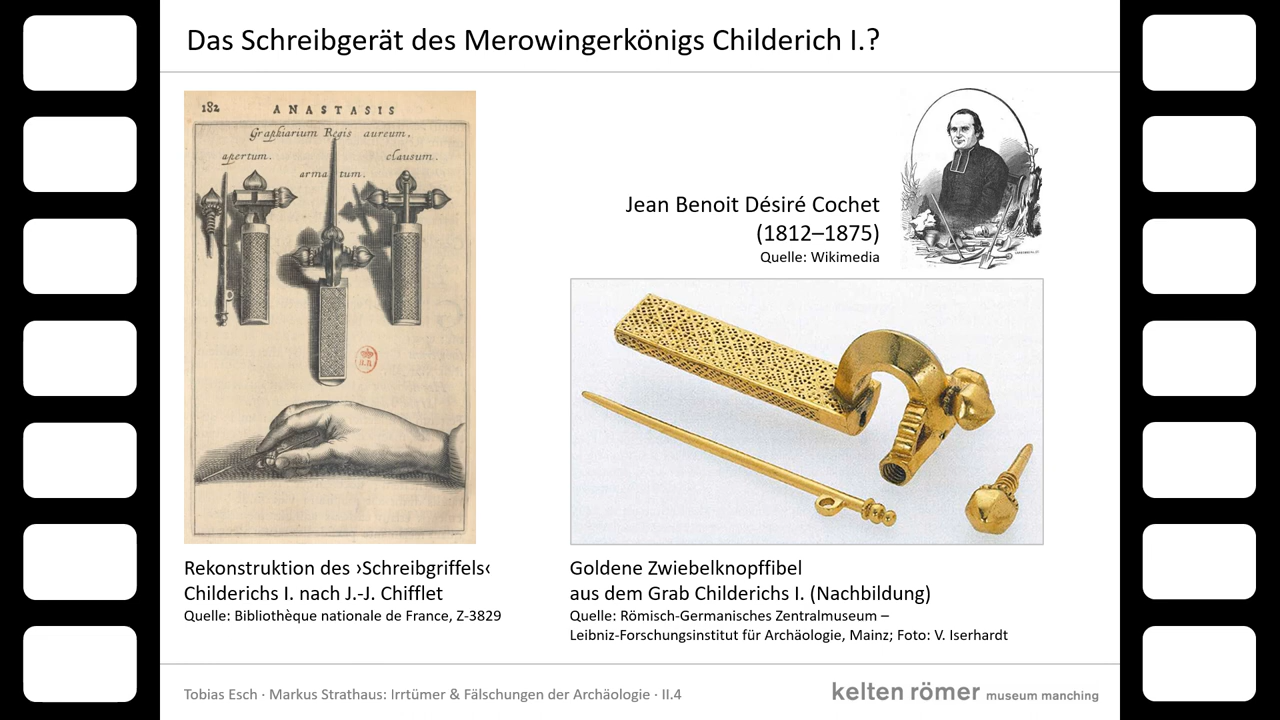 Das Schreibgerät des Merowingerkönigs Childerich I.?
182 ANASTASIS
Graphiarium Regis aureum.
apertum. clausum.
armatum.
Jean Benoit Désiré Cochet
(1812–1875)
Quelle: Wikimedia
Rekonstruktion des ›Schreibgriffels‹
Childerichs I. nach J.-J. Chifflet
Quelle: Bibliothèque nationale de France, Z-3829
Goldene Zwiebelknopffibel
aus dem Grab Childerichs I. (Nachbildung)
Quelle: Römisch-Germanisches Zentralmuseum –
Leibniz-Forschungsinstitut für Archäologie, Mainz; Foto: V. Iserhardt
Tobias Esch · Markus Strathaus: Irrtümer & Fälschungen der Archäologie · II.4
kelten römer museum manching